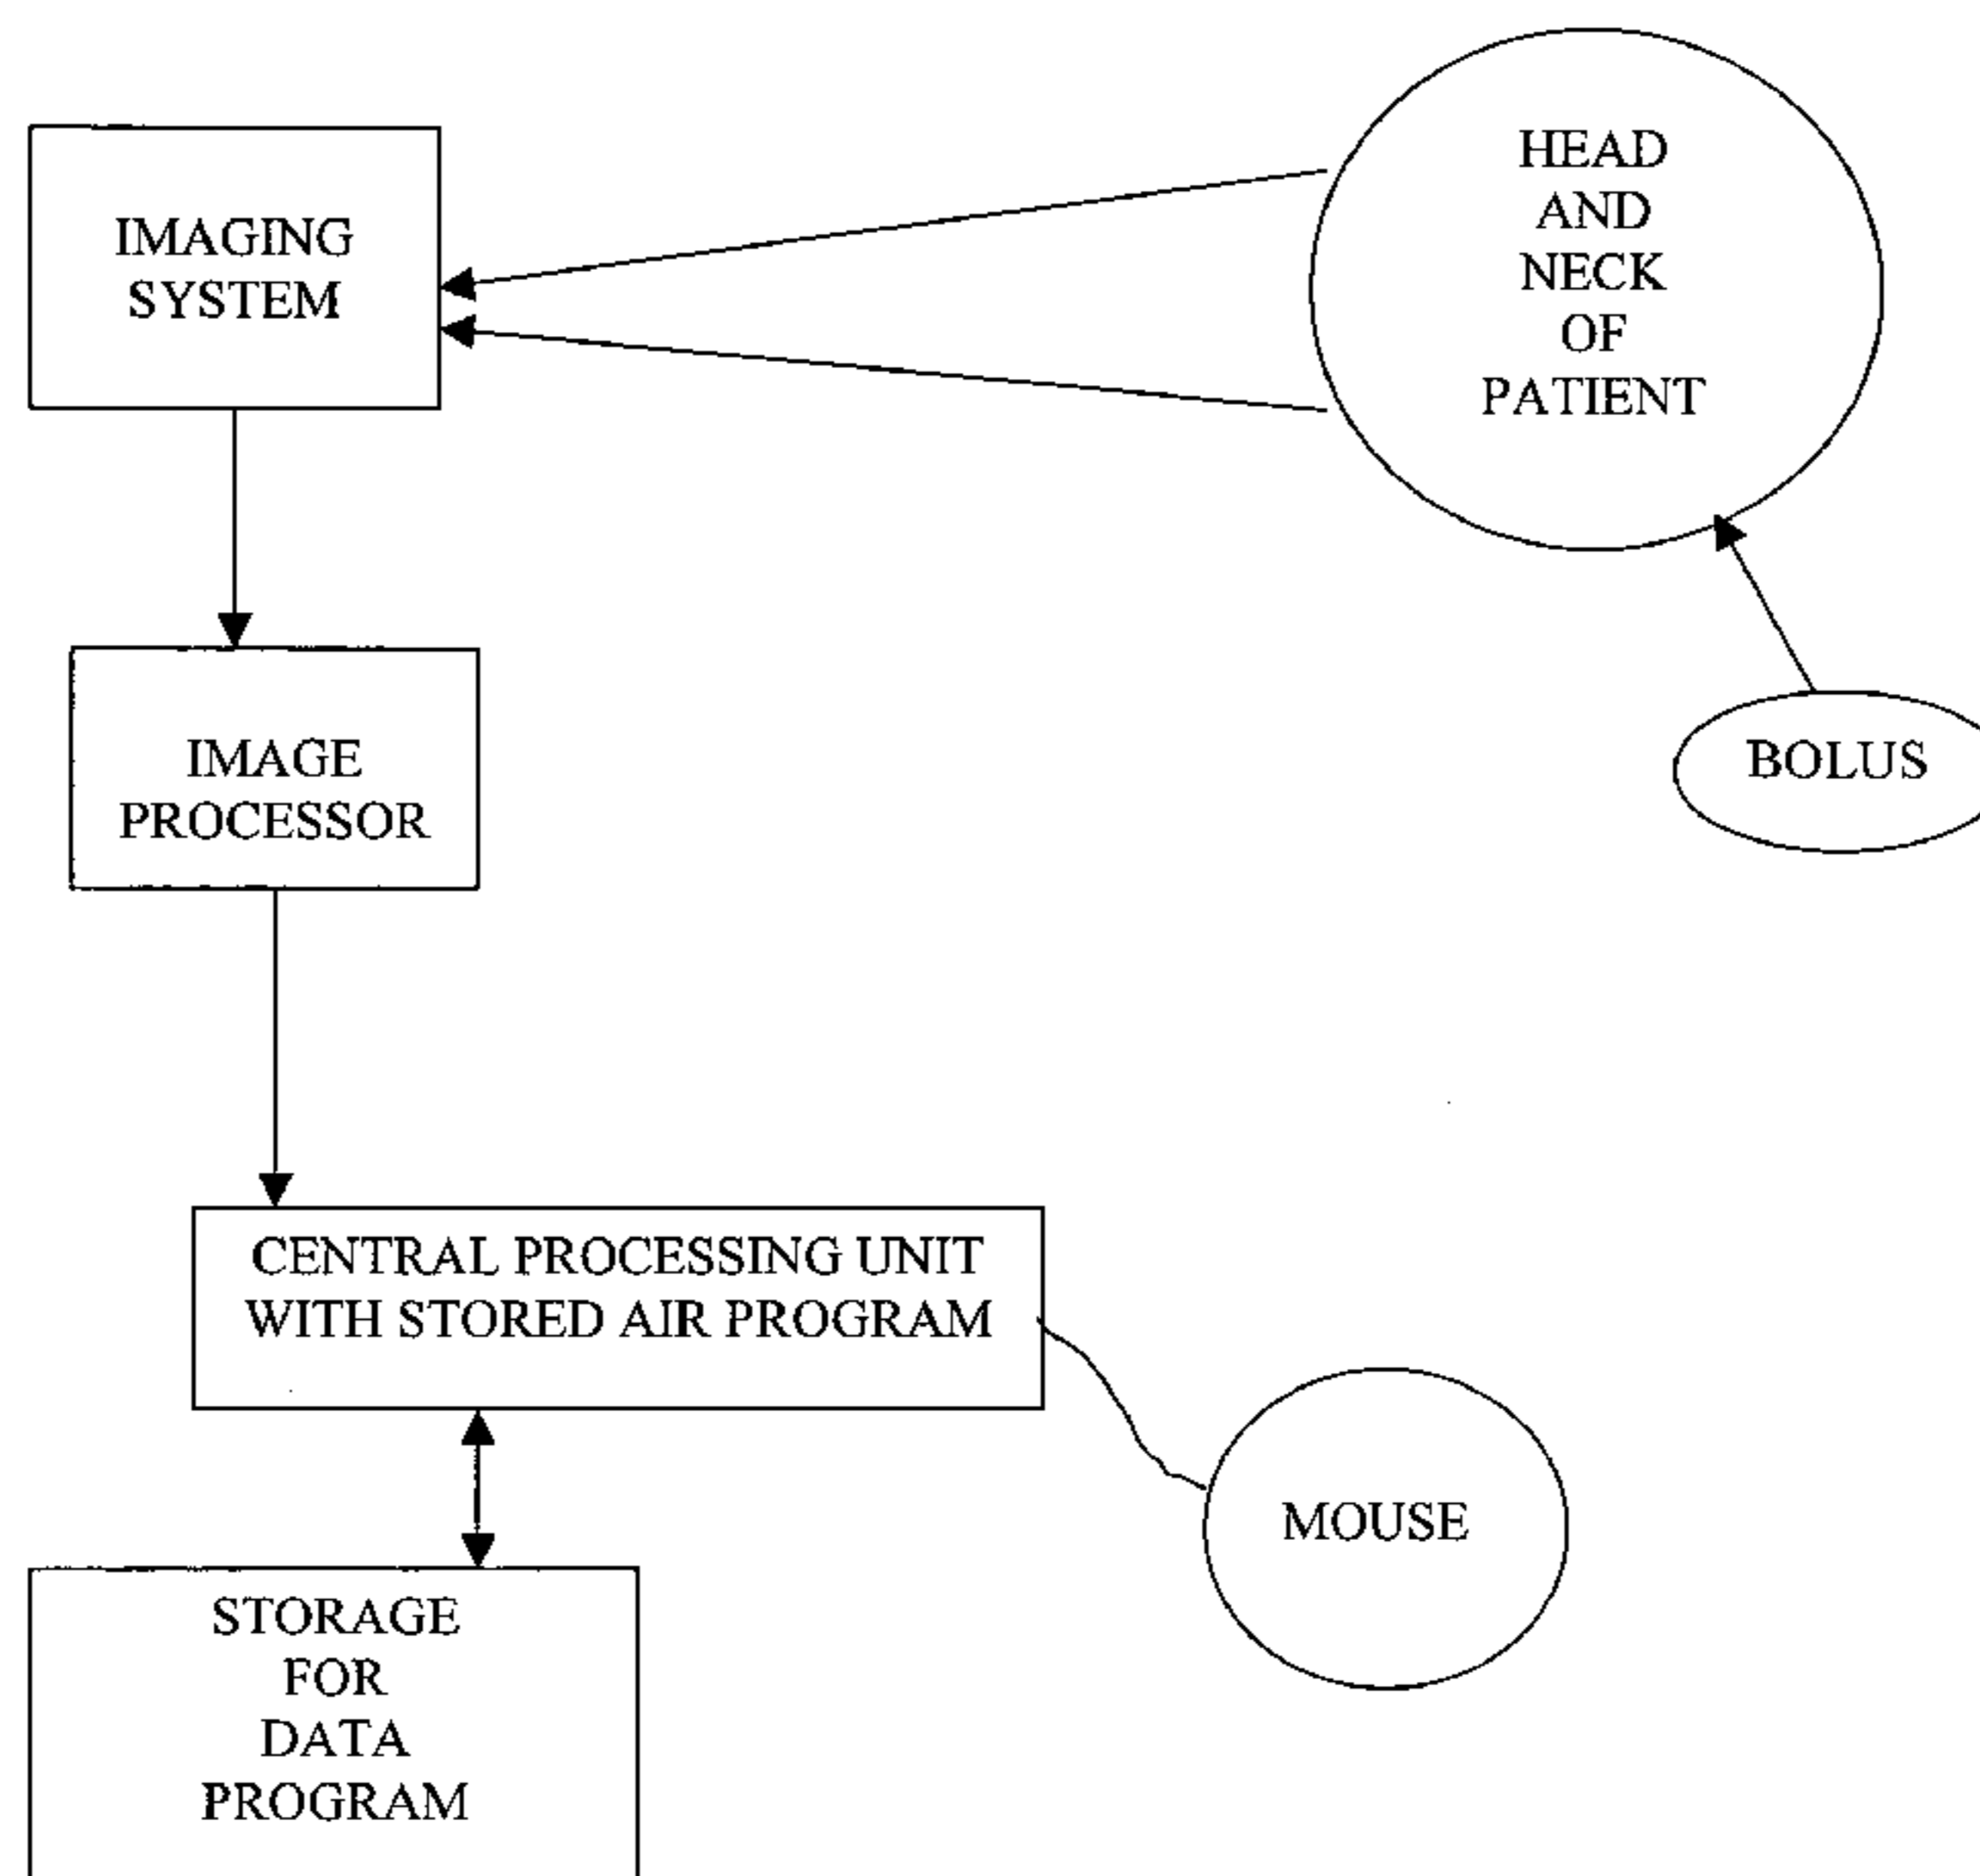 HEAD
AND
NECK
OF
PATIENT
IMAGING
SYSTEM
IMAGE
PROCESSOR
BOLUS
CENTRAL PROCESSING UNIT
WITH STORED AIR PROGRAM
MOUSE
STORAGE
FOR
DATA
PROGRAM